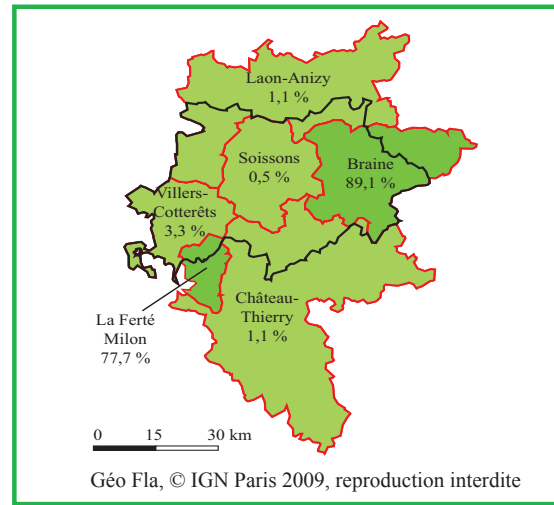 Laon-Anizy
1,1 %
Soissons
0,5 %
Braine
89,1 %
Villers-
Cotterêts
3,3 %
La Ferté
Milon
77,7 %
Château-
Thierry
1,1 %
0 15 30 km
Géo Fla, © IGN Paris 2009, reproduction interdite